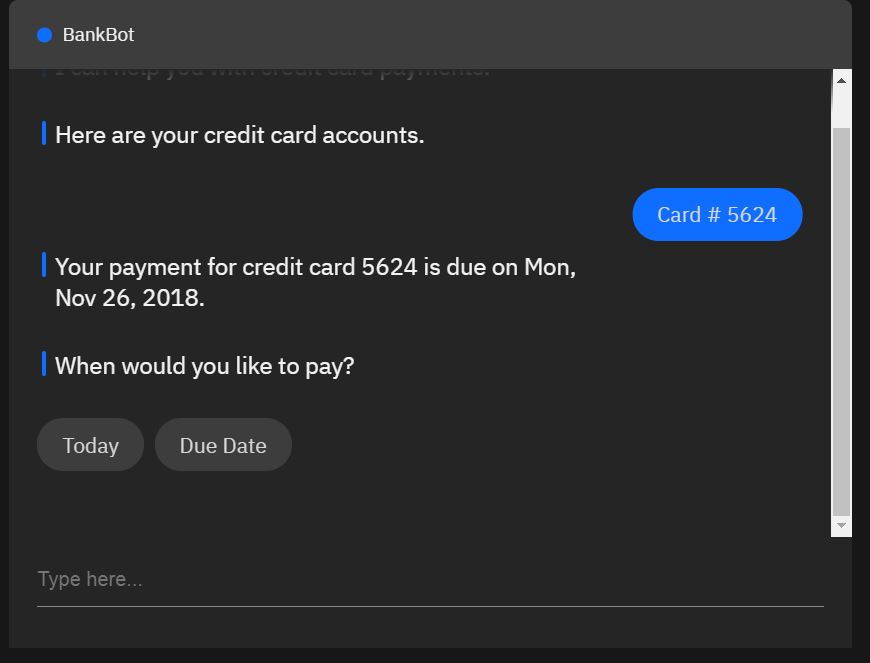 BankBot
I can help you with credit card payments.
Here are your credit card accounts.
Card # 5624
Your payment for credit card 5624 is due on Mon,
Nov 26, 2018.
When would you like to pay?
Today
Due Date
Type here...